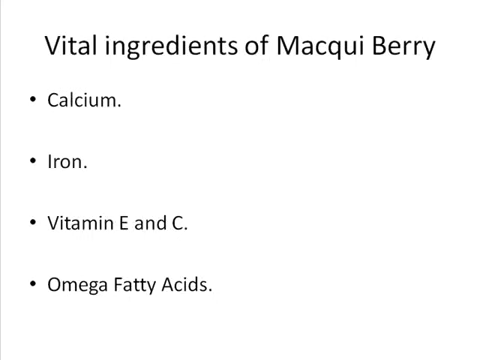 Vital ingredients of Macqui Berry
• Calcium.
• Iron.
• Vitamin E and C.
• Omega Fatty Acids.